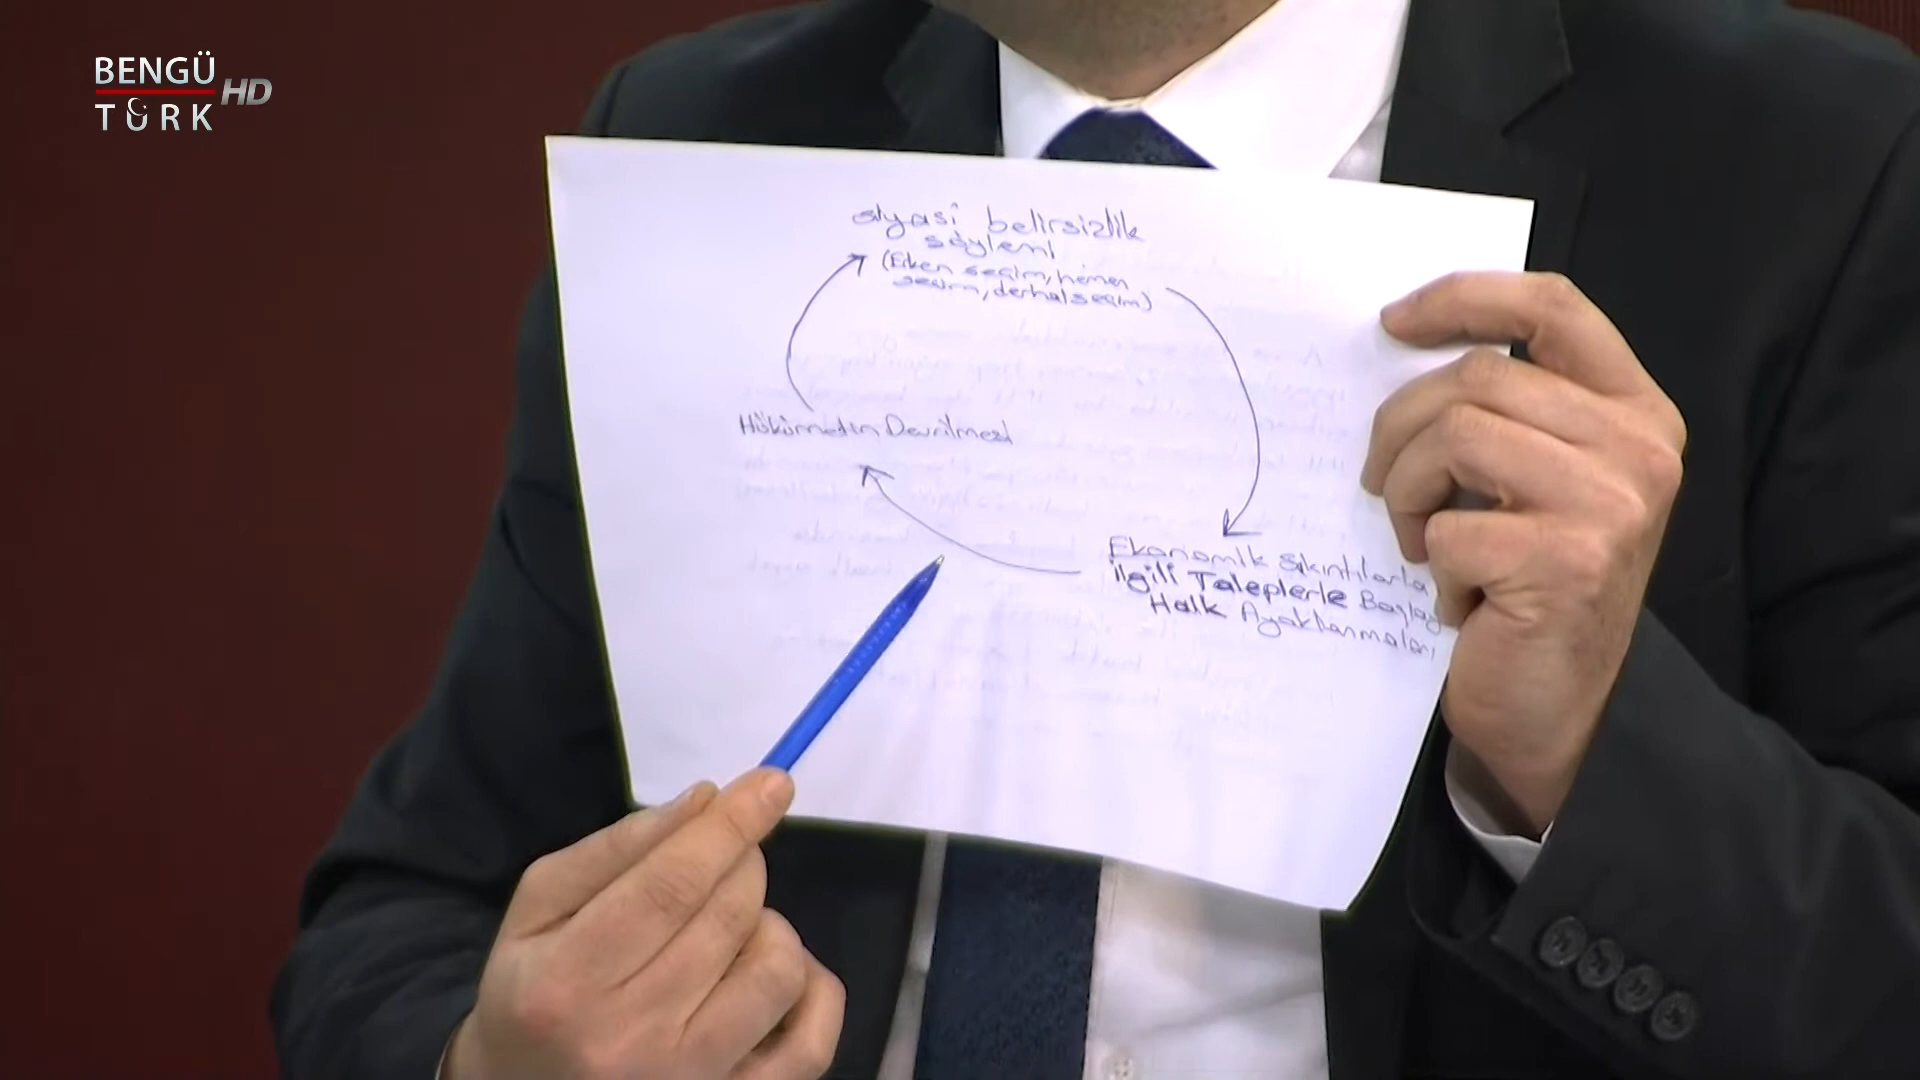 BENGÜ
TÜRK HD
siyasi belirsizlik
söylemi
(Erken seçim, hemen
seçim, derhal seçim)
Hükümetin Devrilmesi
Ekonomik Sıkıntılarla
İlgili Taleplerle
Halk Ayaklanmaları